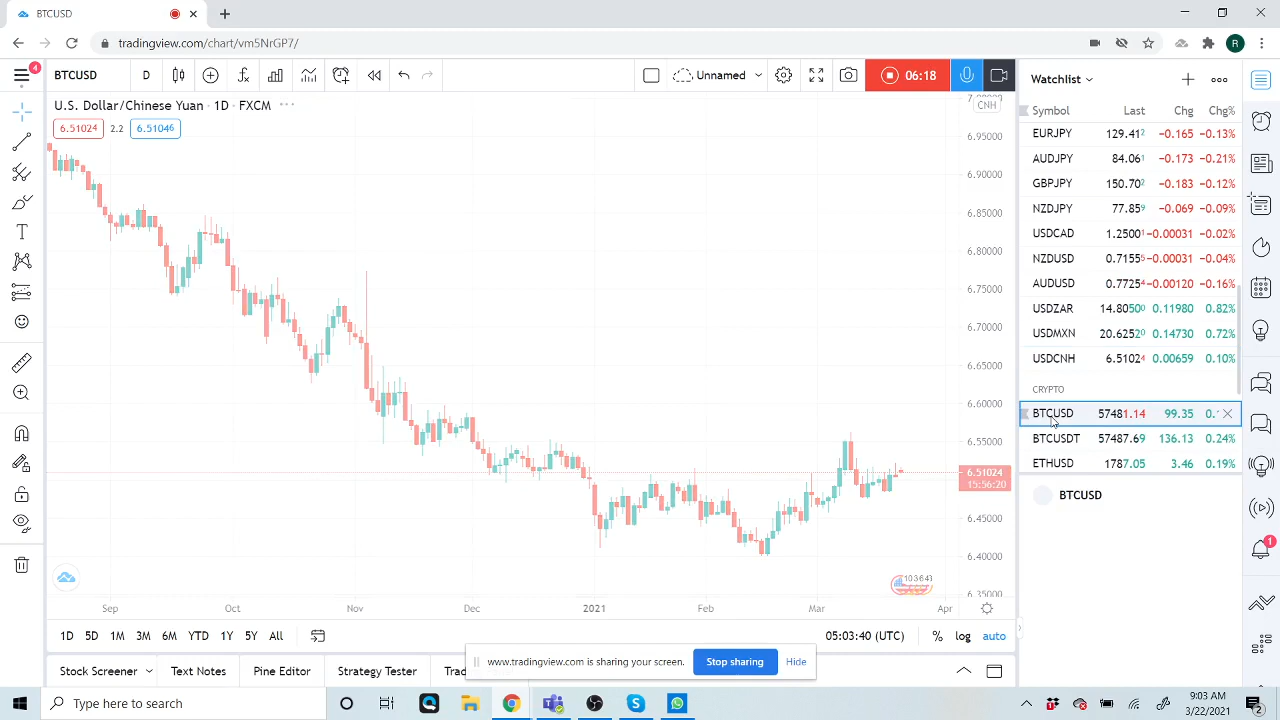 BTCUSD
tradingview.com/chart/vm5NrGP7/
R
4
BTCUSD D Unnamed 06:18 Watchlist
U.S. Dollar/Chinese Yuan · 1D · FXCM
CNH
6.51024 2.2 6.51046
Symbol Last Chg Chg%
EURJPY 129.412 −0.165 −0.13%
AUDJPY 84.061 −0.173 −0.21%
GBPJPY 150.702 −0.183 −0.12%
NZDJPY 77.859 −0.069 −0.09%
USDCAD 1.25001 −0.00031 −0.02%
NZDUSD 0.71555 −0.00031 −0.04%
AUDUSD 0.77254 −0.00120 −0.16%
USDZAR 14.80500 0.11980 0.82%
USDMXN 20.62520 0.14730 0.72%
USDCNH 6.51024 0.00659 0.10%
CRYPTO
BTCUSD 57481.14 99.35
BTCUSDT 57487.69 136.13 0.24%
ETHUSD 1787.05 3.46 0.19%
BTCUSD
7.00000
6.95000
6.90000
6.85000
6.80000
6.75000
6.70000
6.65000
6.60000
6.55000
6.51024
15:56:20
6.45000
6.40000
6.35000
Sep Oct Nov Dec 2021 Feb Mar Apr
1D 5D 1M 3M 6M YTD 1Y 5Y All 05:03:40 (UTC) % log auto
www.tradingview.com is sharing your screen. Stop sharing Hide
Stock Screener Text Notes Pine Editor Strategy Tester
1
Type here to search
9:03 AM
3/22/2021
2